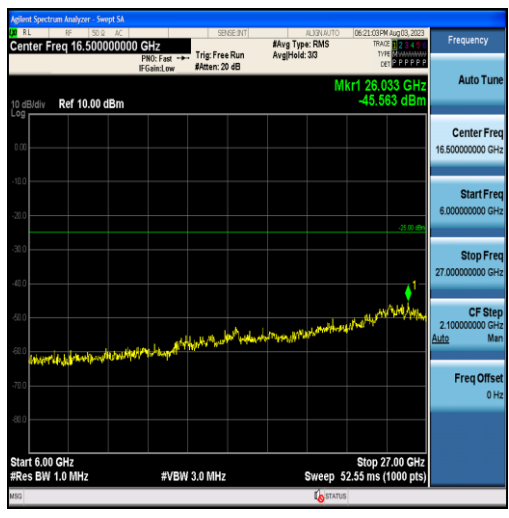 Agilent Spectrum Analyzer - Swept SA
RL RF 50 Ω AC SENSE:INT ALIGN AUTO 06:21:03 PM Aug 03, 2023
Center Freq 16.500000000 GHz
PNO: Fast
IFGain:Low
Trig: Free Run
#Atten: 20 dB
#Avg Type: RMS
Avg|Hold: 3/3
TRACE 1 2 3 4 5 6
TYPE
DET P P P P P P
Mkr1 26.033 GHz
-45.563 dBm
10 dB/div
Log
Ref 10.00 dBm
0.00
-10.0
-20.0
-25.00 dBm
-30.0
-40.0
1
-50.0
-60.0
-70.0
-80.0
Start 6.00 GHz
#Res BW 1.0 MHz
#VBW 3.0 MHz
Stop 27.00 GHz
Sweep 52.55 ms (1000 pts)
MSG
STATUS
Frequency
Auto Tune
Center Freq
16.500000000 GHz
Start Freq
6.000000000 GHz
Stop Freq
27.000000000 GHz
CF Step
2.100000000 GHz
Auto Man
Freq Offset
0 Hz